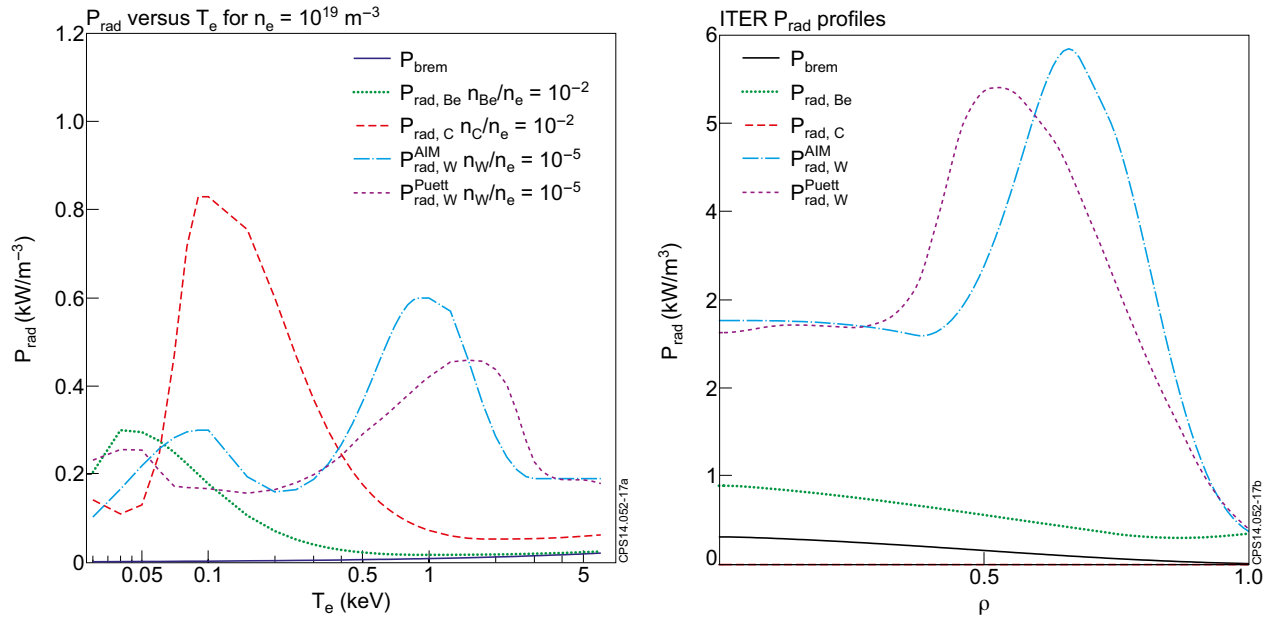 P_rad versus T_e for n_e = 10^19 m^−3
1.2
1.0
0.8
0.6
0.4
0.2
0
P_rad (kW/m^−3)
P_brem
P_rad, Be n_Be/n_e = 10^−2
P_rad, C n_C/n_e = 10^−2
P^AIM_rad, W n_W/n_e = 10^−5
P^Puett_rad, W n_W/n_e = 10^−5
0.05
0.1
0.5
1
5
T_e (keV)
CPS14.052-17a
ITER P_rad profiles
6
5
2
2
1
0
P_rad (kW/m^3)
P_brem
P_rad, Be
P_rad, C
P^AIM_rad, W
P^Puett_rad, W
0.5
1.0
ρ
CPS14.052-17b